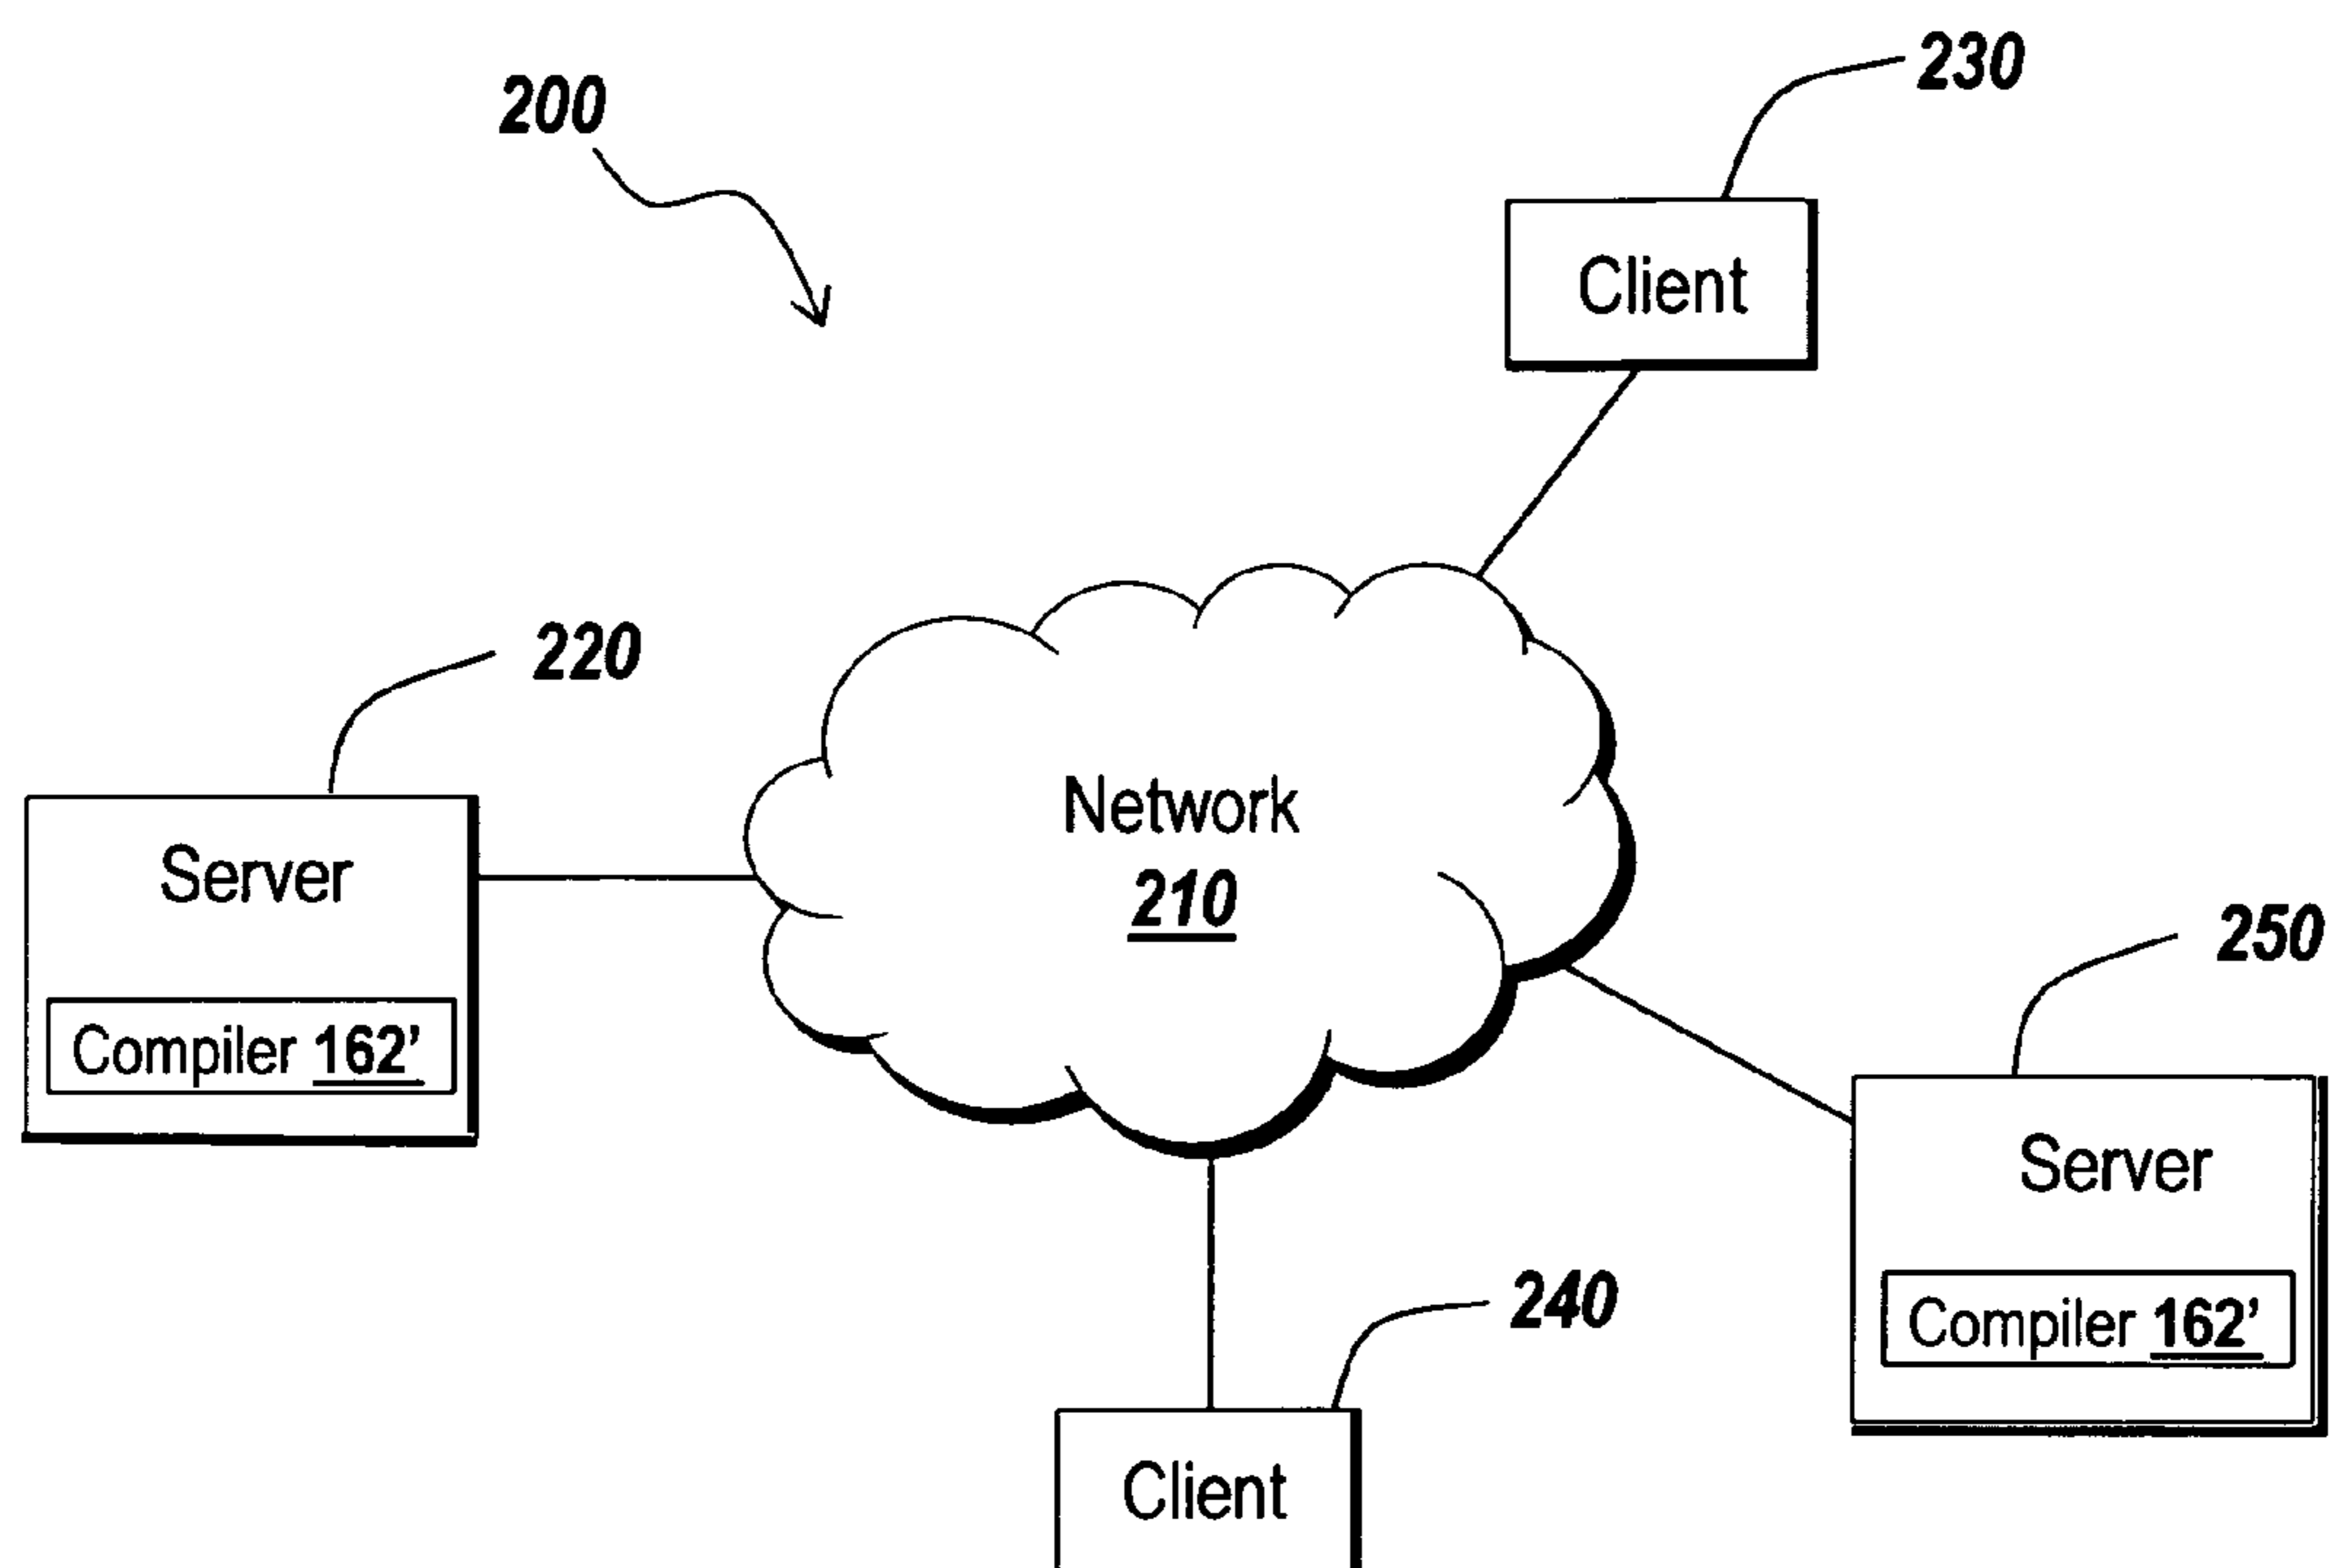 200
230
Client
220
Network
210
Server
Compiler 162’
250
Server
Compiler 162’
240
Client